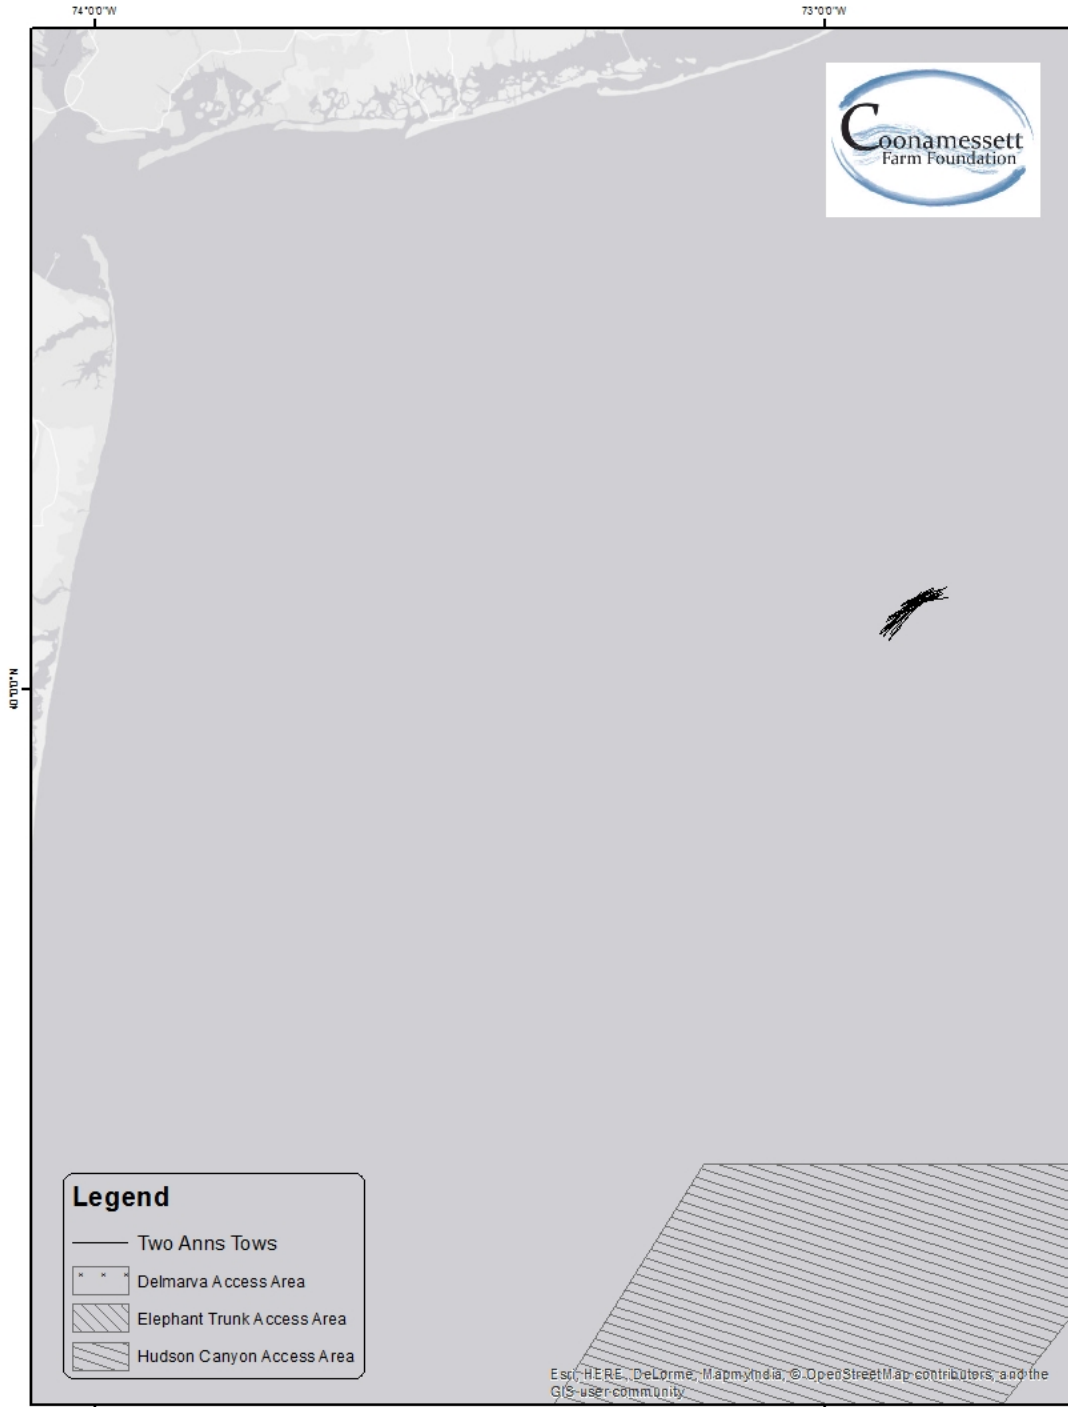 74°0'0"W
73°0'0"W
Coonamessett
Farm Foundation
40°0'0"N
Legend
Two Anns Tows
Delmarva Access Area
Elephant Trunk Access Area
Hudson Canyon Access Area
Esri, HERE, DeLorme, MapmyIndia, © OpenStreetMap contributors, and the
GIS user community